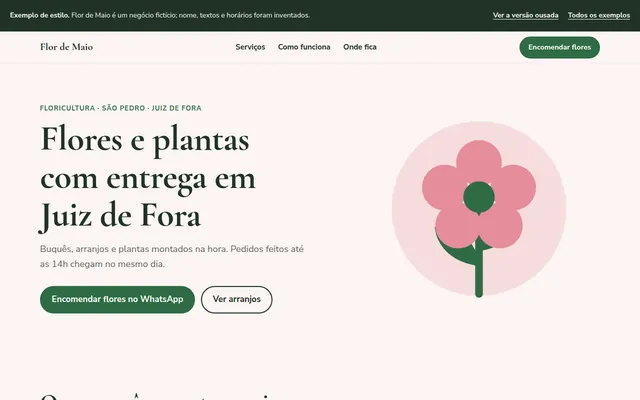 Exemplo de estilo. Flor de Maio é um negócio fictício; nome, textos e horários foram inventados.
Ver a versão ousada
Todos os exemplos
Flor de Maio
Serviços
Como funciona
Onde fica
Encomendar flores
FLORICULTURA · SÃO PEDRO · JUIZ DE FORA
Flores e plantas
com entrega em
Juiz de Fora
Buquês, arranjos e plantas montados na hora. Pedidos feitos até
as 14h chegam no mesmo dia.
Encomendar flores no WhatsApp
Ver arranjos